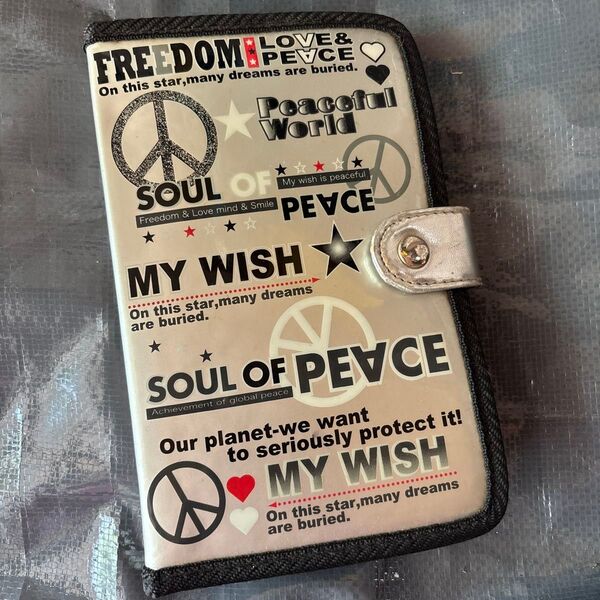 FREEDOM LOVE&
PEACE
On this star,many dreams are buried.
Peaceful
World
SOUL OF
My wish is peaceful
Freedom & Love mind & Smile
PEACE
MY WISH
On this star,many dreams
are buried.
SOUL OF PEACE
Achievement of global peace
Our planet-we want
to seriously protect it!
MY WISH
On this star,many dreams
are buried.